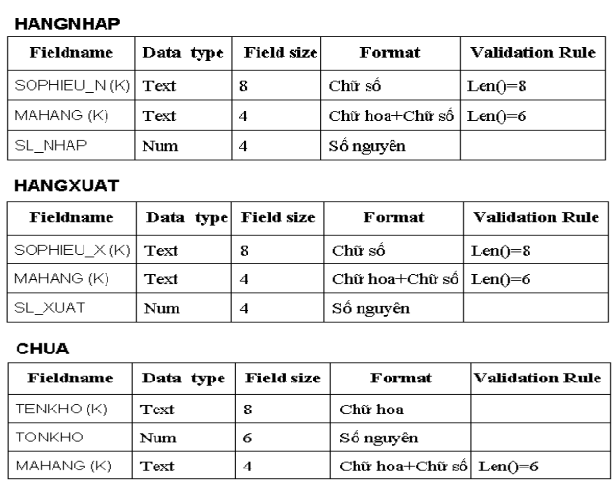 HANGNHAP
Fieldname Data type Field size Format Validation Rule
SOPHIEU_N (K) Text 8 Chữ số Len()=8
MAHANG (K) Text 4 Chữ hoa+Chữ số Len()=6
SL_NHAP Num 4 Số nguyên
HANGXUAT
Fieldname Data type Field size Format Validation Rule
SOPHIEU_X (K) Text 8 Chữ số Len()=8
MAHANG (K) Text 4 Chữ hoa+Chữ số Len()=6
SL_XUAT Num 4 Số nguyên
CHUA
Fieldname Data type Field size Format Validation Rule
TENKHO (K) Text 8 Chữ hoa
TONKHO Num 6 Số nguyên
MAHANG (K) Text 4 Chữ hoa+Chữ số Len()=6